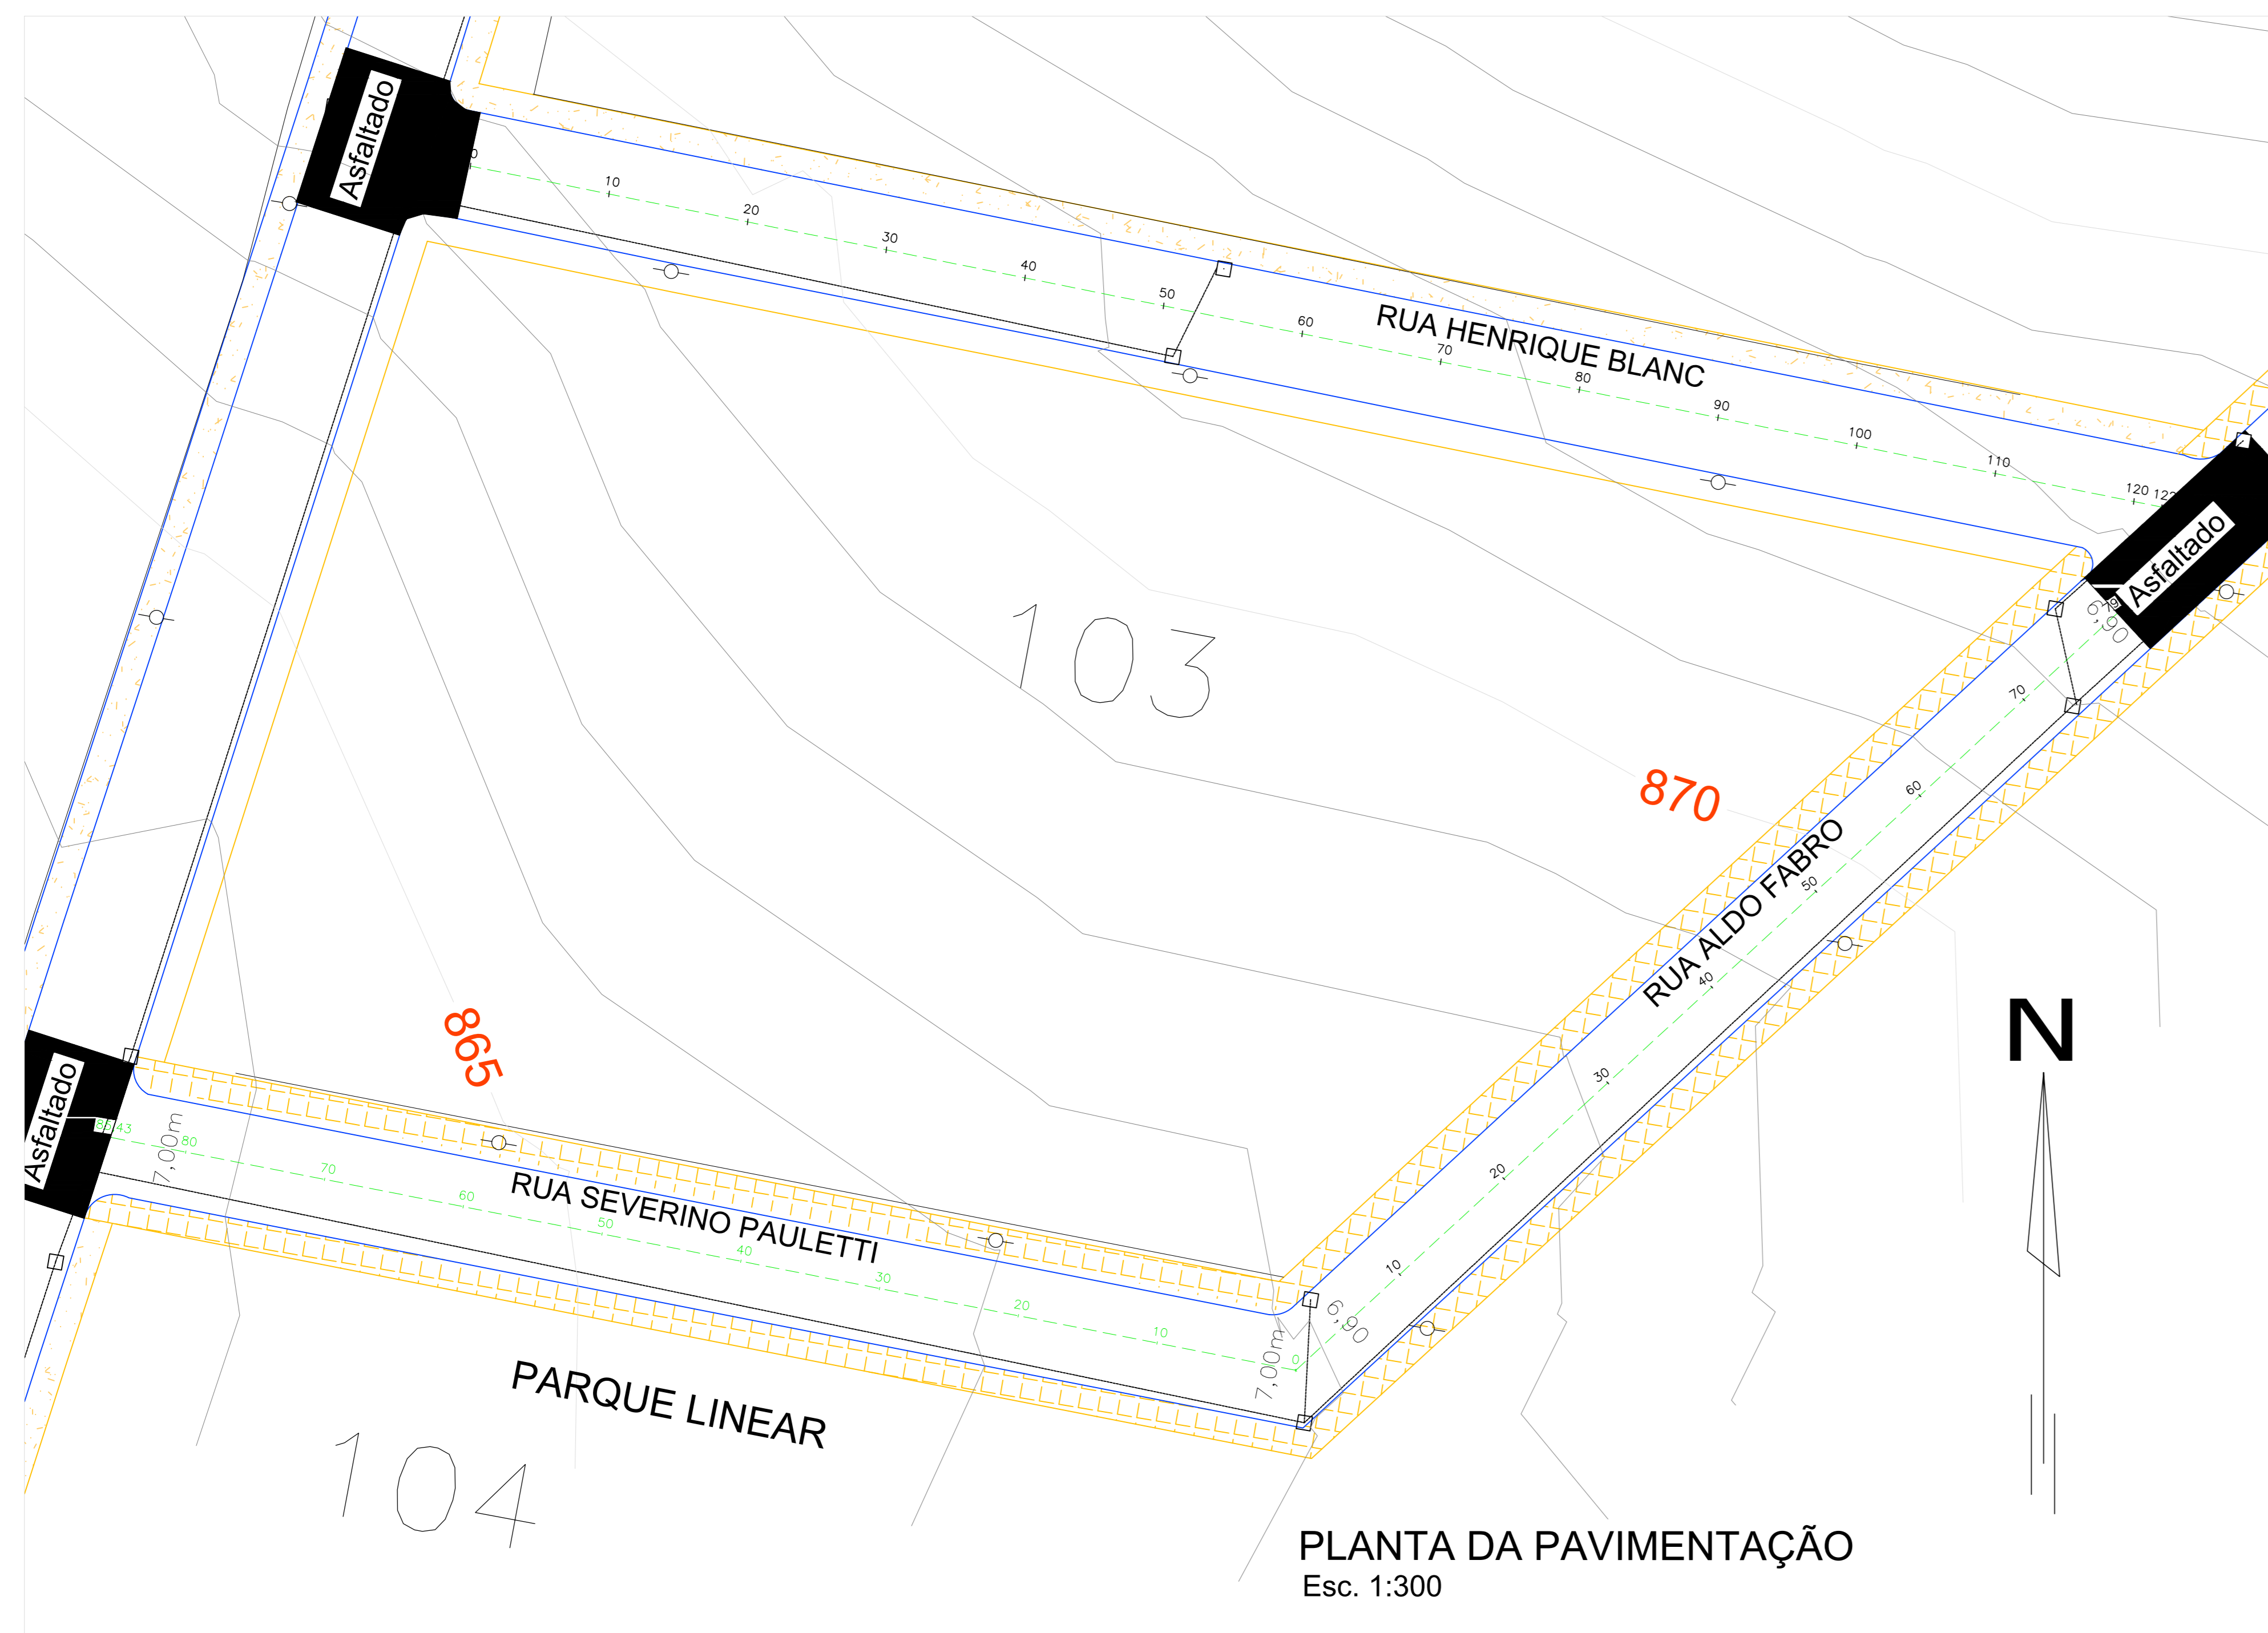 Asfaltado
0
10
20
30
40
50
60
70
80
90
100
110
120
RUA HENRIQUE BLANC
Asfaltado
6,90
103
870
70
60
50
40
30
20
10
0
RUA ALDO FABRO
N
865
Asfaltado
7,00m
80
70
60
50
40
30
20
10
RUA SEVERINO PAULETTI
6,90
7,00m
PARQUE LINEAR
104
PLANTA DA PAVIMENTAÇÃO
Esc. 1:300